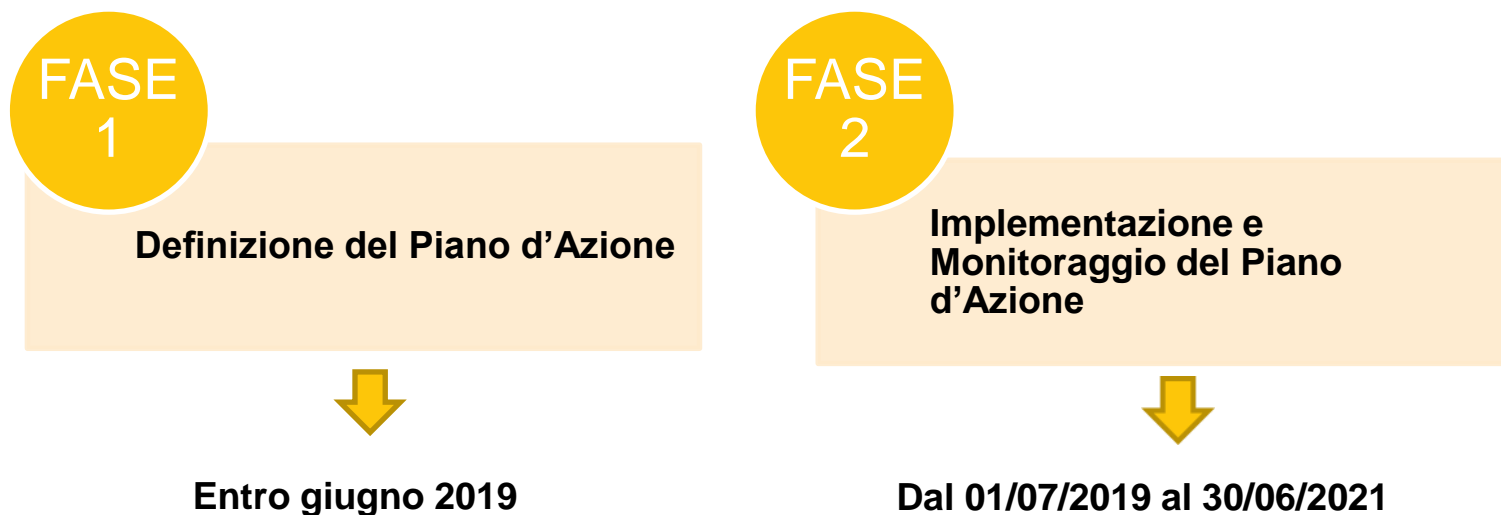 FASE
1
Definizione del Piano d’Azione
Entro giugno 2019
FASE
2
Implementazione e
Monitoraggio del Piano
d’Azione
Dal 01/07/2019 al 30/06/2021